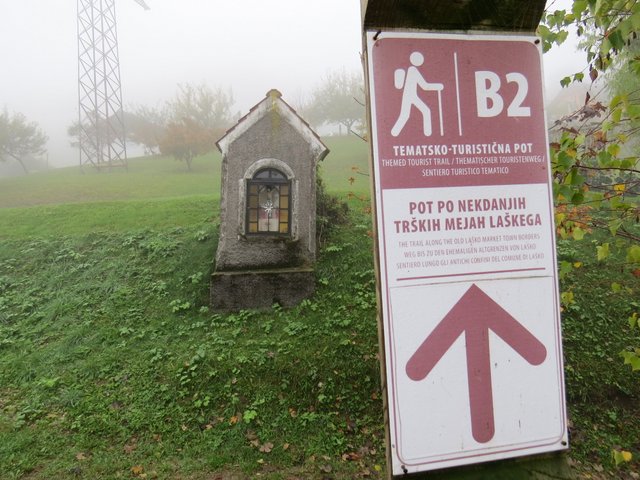 B2
TEMATSKO-TURISTIČNA POT
THEMED TOURIST TRAIL / THEMATISCHER TOURISTENWEG /
SENTIERO TURISTICO TEMATICO
POT PO NEKDANJIH
TRŠKIH MEJAH LAŠKEGA
THE TRAIL ALONG THE OLD LAŠKO MARKET TOWN BORDERS
WEG BIS ZU DEN EHEMALIGEN ALTGRENZEN VON LAŠKO
SENTIERO LUNGO GLI ANTICHI CONFINI DEL COMUNE DI LAŠKO